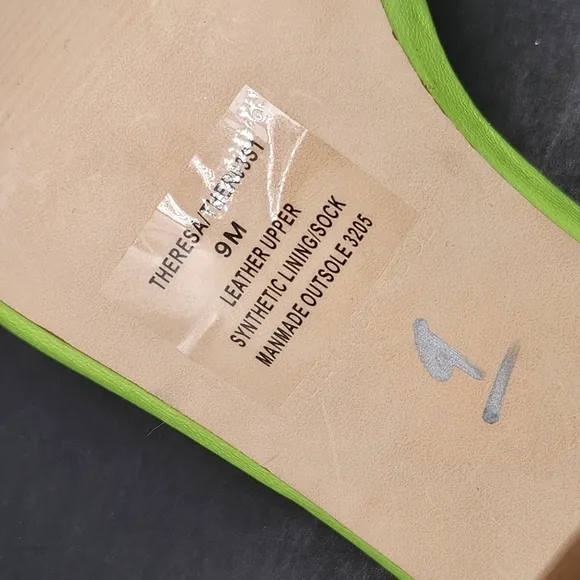 9M
LEATHER UPPER
SYNTHETIC LINING/SOCK
MANMADE OUTSOLE 3205